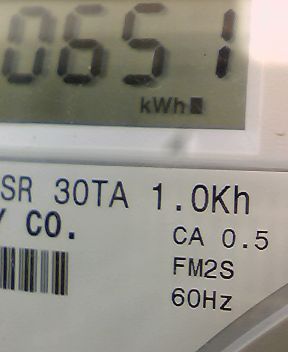 0651
kWh
SR 30TA 1.0Kh
Y CO.
CA 0.5
FM2S
60Hz